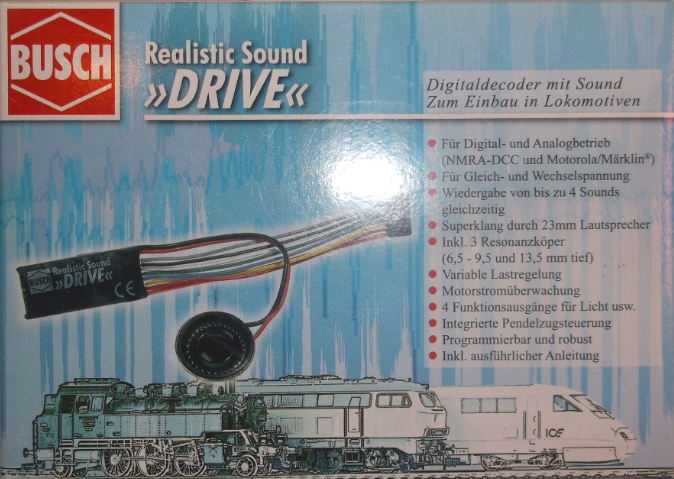 BUSCH
Realistic Sound
»DRIVE«
Digitaldecoder mit Sound
Zum Einbau in Lokomotiven
Für Digital- und Analogbetrieb
(NMRA-DCC und Motorola/Märklin®)
Für Gleich- und Wechselspannung
Wiedergabe von bis zu 4 Sounds
gleichzeitig
Superklang durch 23mm Lautsprecher
Inkl. 3 Resonanzköper
(6,5 - 9,5 und 13,5 mm tief)
Variable Lastregelung
Motorstromüberwachung
4 Funktionsausgänge für Licht usw.
Integrierte Pendelzugsteuerung
Programmierbar und robust
Inkl. ausführlicher Anleitung
BUSCH
Realistic Sound
»DRIVE«
CE
ICE